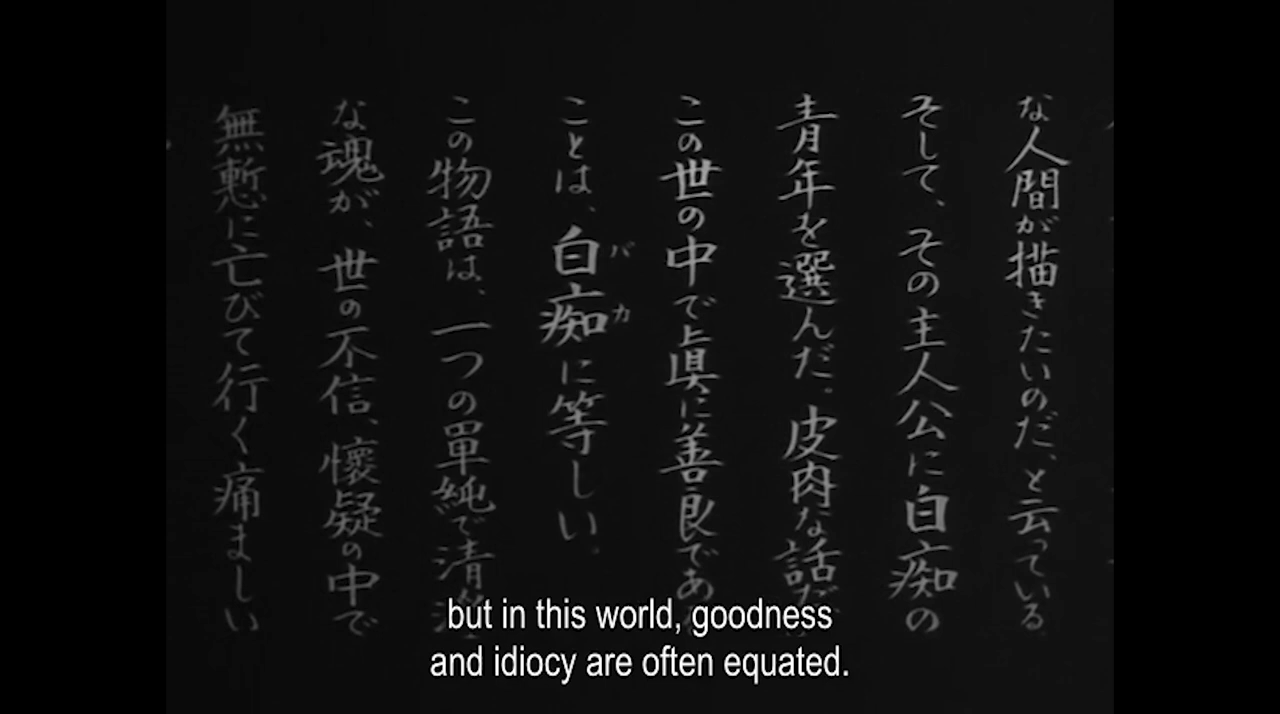 な人間が描きたいのだ、と云っている
そして、その主人公に白痴の
青年を選んだ。皮肉な話だ
この世の中で眞に善良である
ことは、白痴に等しい。
バカ
この物語は、一つの單純で清
な魂が、世の不信、懷疑の中で
無慙に亡びて行く痛ましい
but in this world, goodness
and idiocy are often equated.